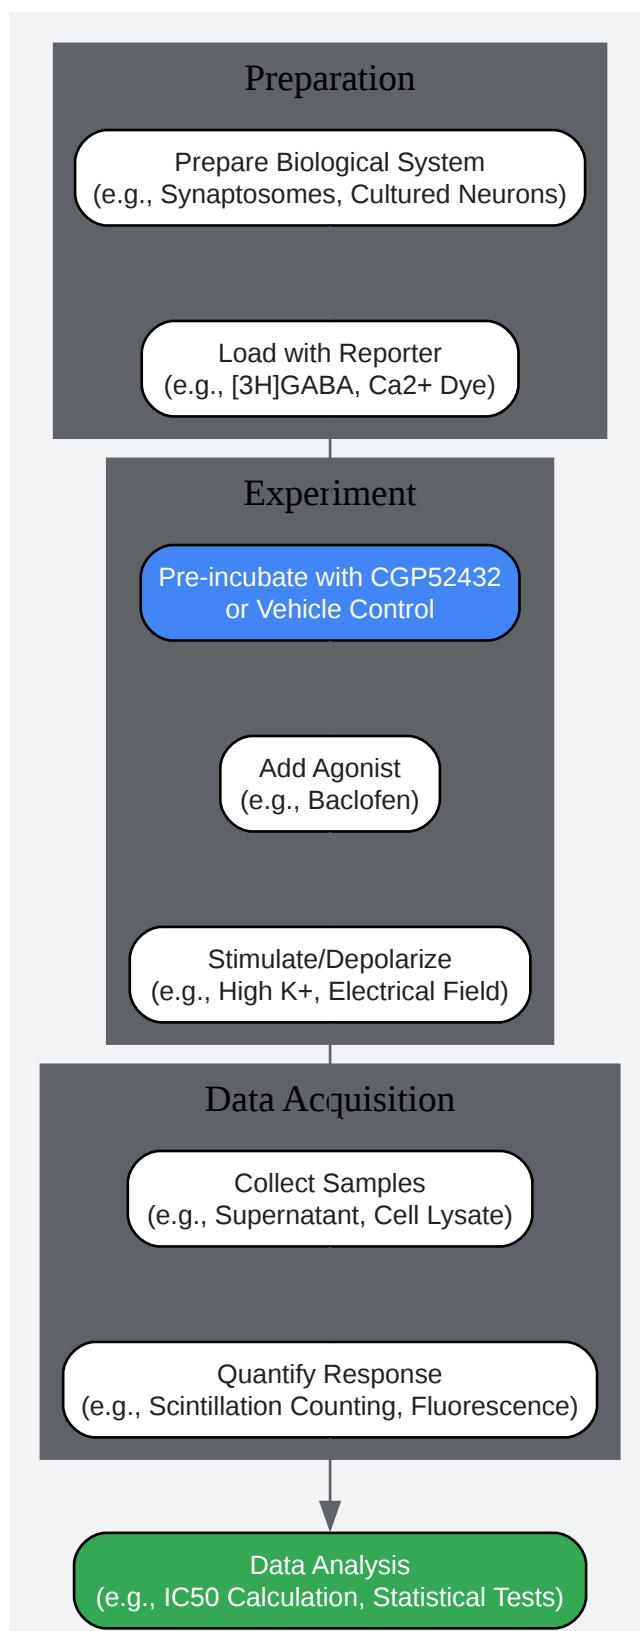 Preparation
Prepare Biological System
(e.g., Synaptosomes, Cultured Neurons)
Load with Reporter
(e.g., [3H]GABA, Ca2+ Dye)
Experiment
Pre-incubate with CGP52432
or Vehicle Control
Add Agonist
(e.g., Baclofen)
Stimulate/Depolarize
(e.g., High K+, Electrical Field)
Data Acquisition
Collect Samples
(e.g., Supernatant, Cell Lysate)
Quantify Response
(e.g., Scintillation Counting, Fluorescence)
Data Analysis
(e.g., IC50 Calculation, Statistical Tests)